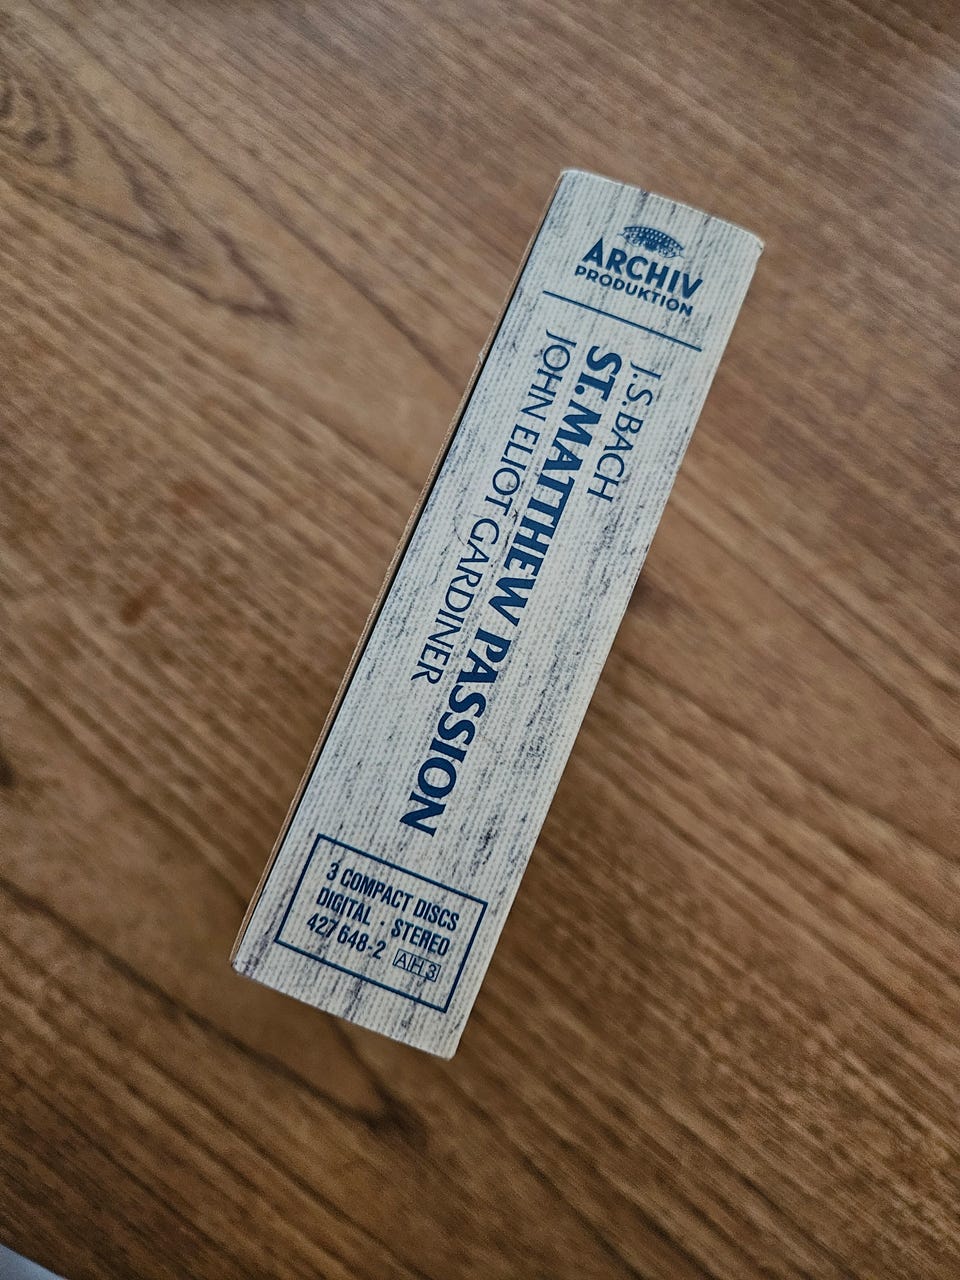 ARCHIV
PRODUKTION
J.S.BACH
ST. MATTHEW PASSION
JOHN ELIOT GARDINER
3 COMPACT DISCS
DIGITAL · STEREO
427 648-2 AH 3